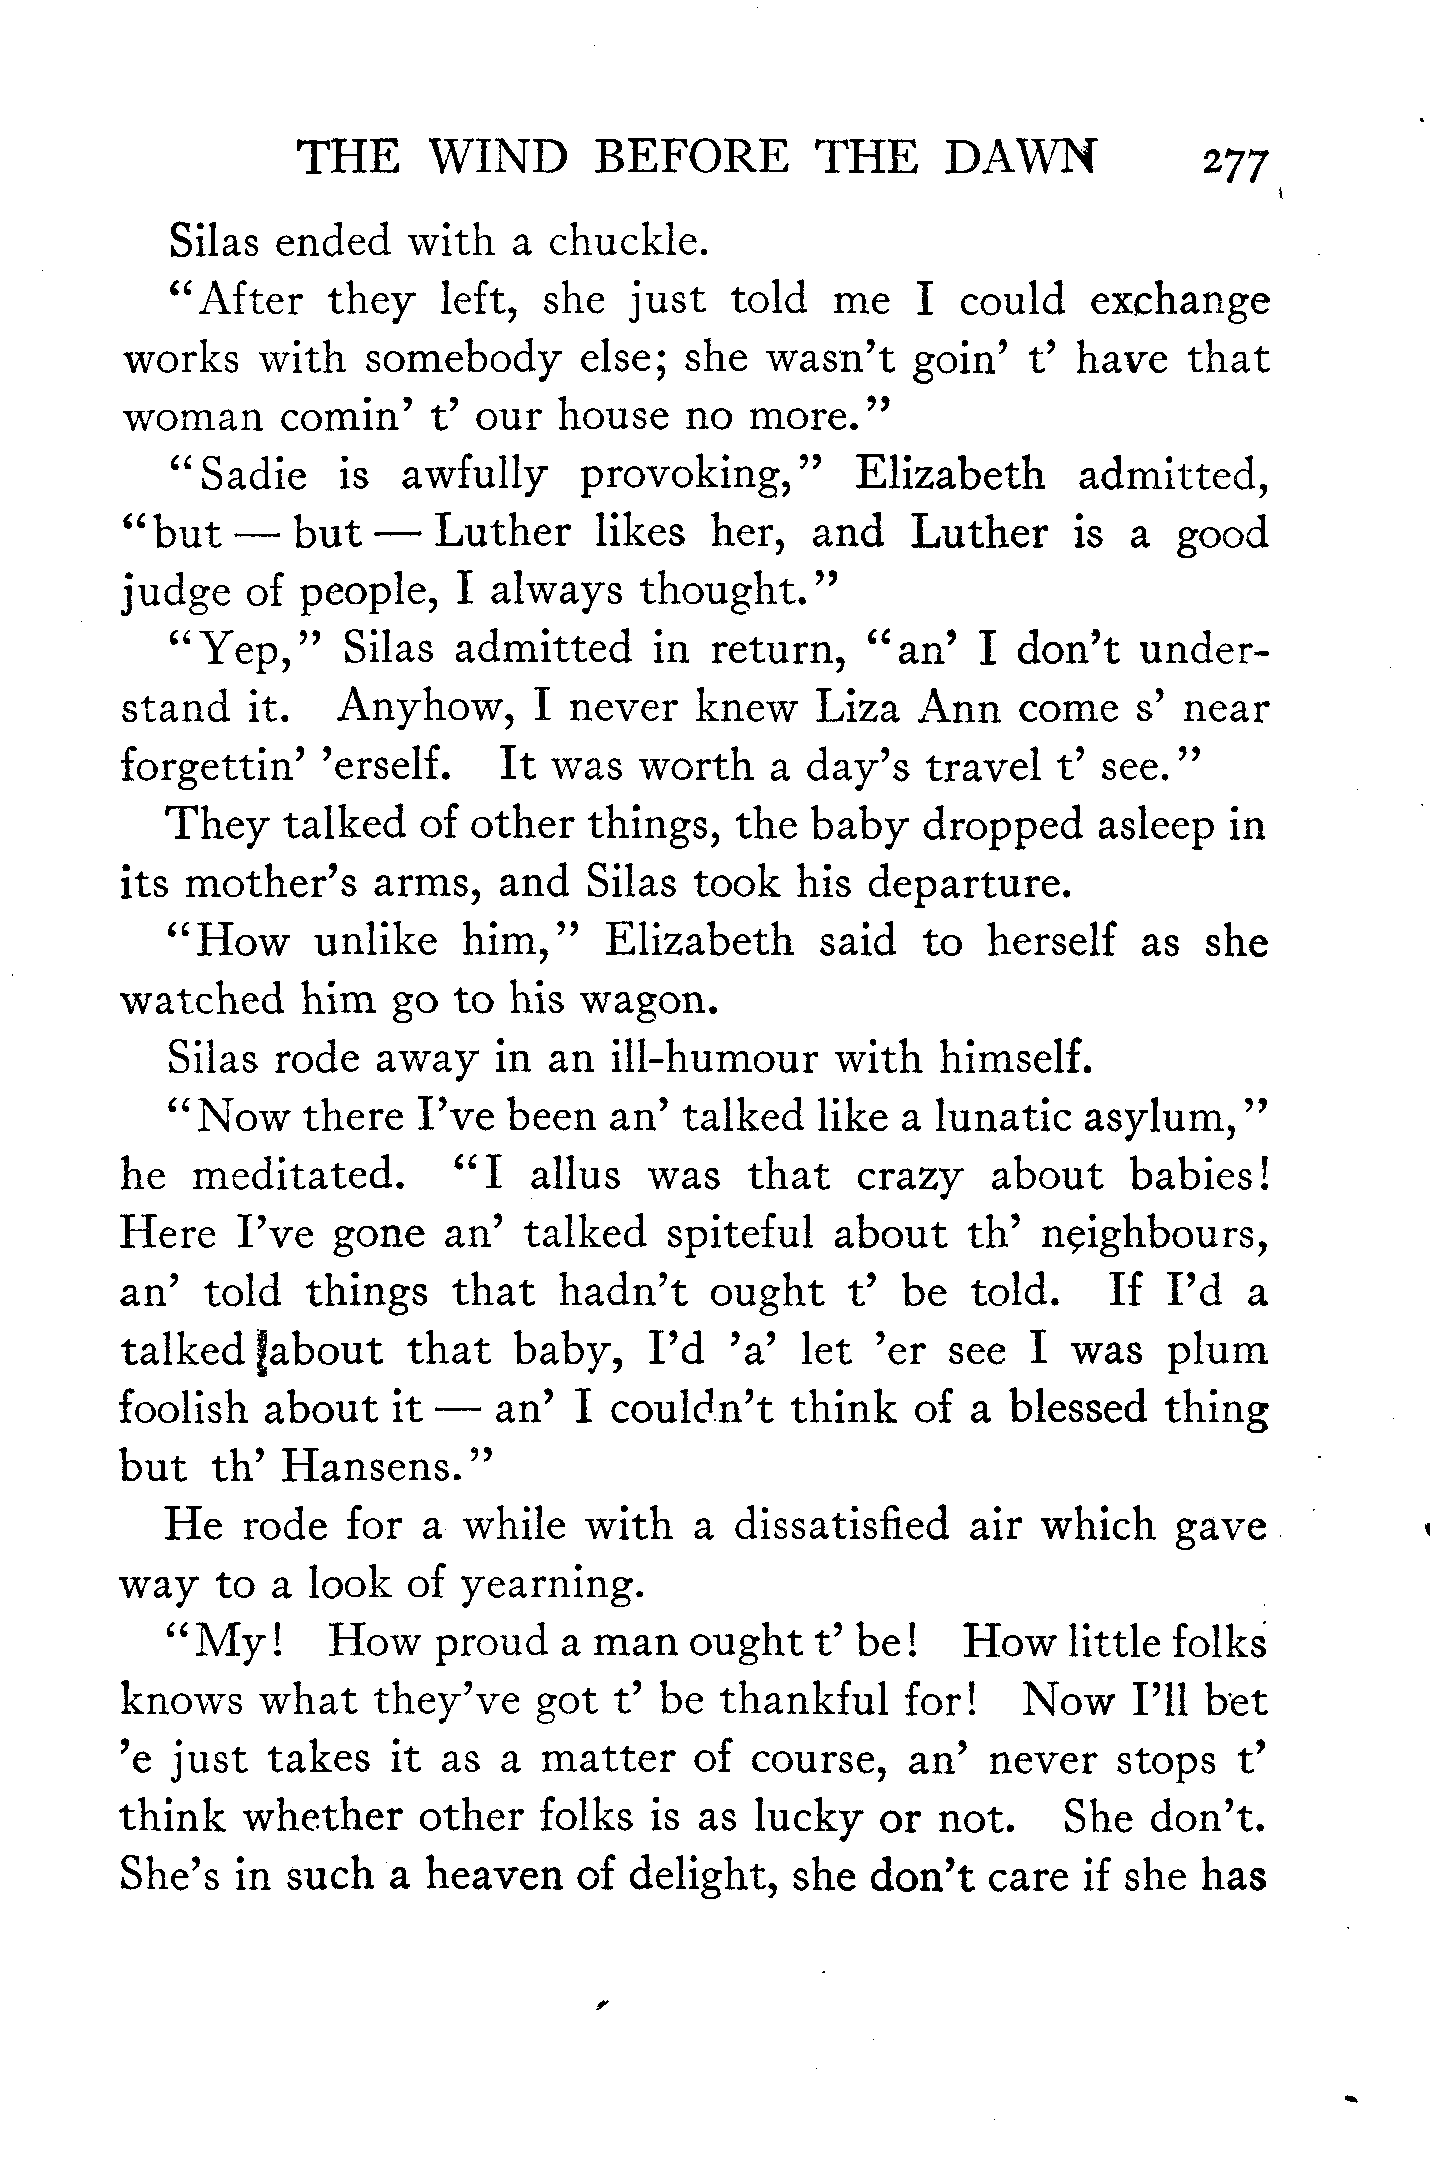 THE WIND BEFORE THE DAWN 277
Silas ended with a chuckle.
“After they left, she just told me I could exchange
works with somebody else; she wasn’t goin’ t’ have that
woman comin’ t’ our house no more.”
“Sadie is awfully provoking,” Elizabeth admitted,
“but — but — Luther likes her, and Luther is a good
judge of people, I always thought.”
“Yep,” Silas admitted in return, “an’ I don’t under-
stand it. Anyhow, I never knew Liza Ann come s’ near
forgettin’ ’erself. It was worth a day’s travel t’ see.”
They talked of other things, the baby dropped asleep in
its mother’s arms, and Silas took his departure.
“How unlike him,” Elizabeth said to herself as she
watched him go to his wagon.
Silas rode away in an ill-humour with himself.
“Now there I’ve been an’ talked like a lunatic asylum,”
he meditated. “I allus was that crazy about babies!
Here I’ve gone an’ talked spiteful about th’ neighbours,
an’ told things that hadn’t ought t’ be told. If I’d a
talked about that baby, I’d ’a’ let ’er see I was plum
foolish about it — an’ I couldn’t think of a blessed thing
but th’ Hansens.”
He rode for a while with a dissatisfied air which gave
way to a look of yearning.
“My! How proud a man ought t’ be! How little folks
knows what they’ve got t’ be thankful for! Now I’ll bet
’e just takes it as a matter of course, an’ never stops t’
think whether other folks is as lucky or not. She don’t.
She’s in such a heaven of delight, she don’t care if she has